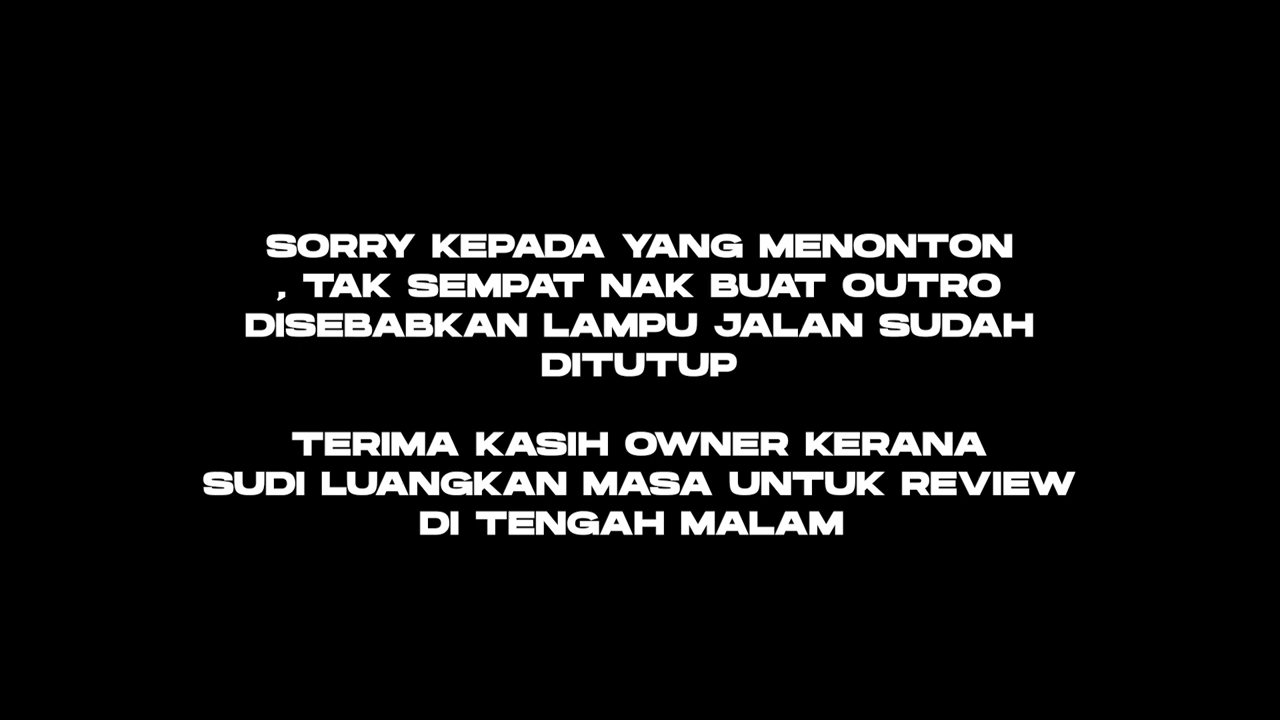 SORRY KEPADA YANG MENONTON
, TAK SEMPAT NAK BUAT OUTRO
DISEBABKAN LAMPU JALAN SUDAH
DITUTUP
TERIMA KASIH OWNER KERANA
SUDI LUANGKAN MASA UNTUK REVIEW
DI TENGAH MALAM